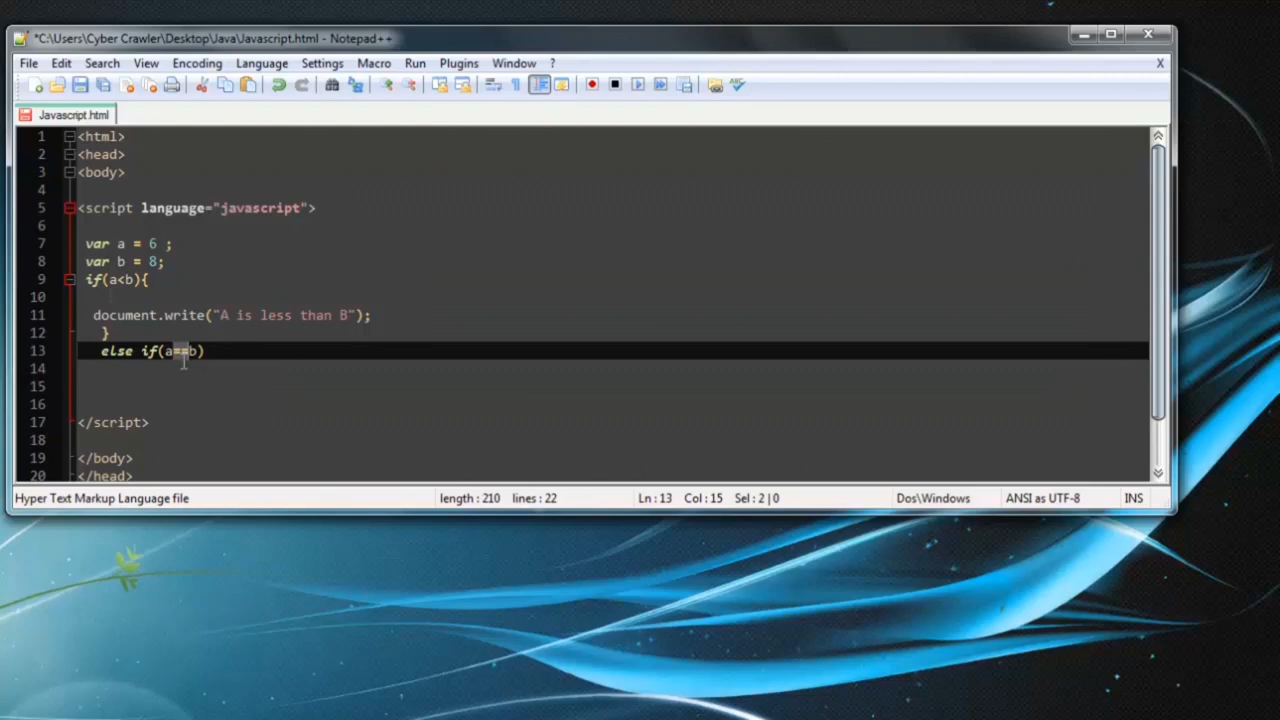 *C:\Users\Cyber Crawler\Desktop\Java\Javascript.html - Notepad++
File Edit Search View Encoding Language Settings Macro Run Plugins Window ? X
Javascript.html
1 <html>
2 <head>
3 <body>
4
5 <script language="javascript">
6
7 var a = 6 ;
8 var b = 8;
9 if(a<b){
10
11 document.write("A is less than B");
12 }
13 else if(a==b)
14
15
16
17 </script>
18
19 </body>
20 </head>
Hyper Text Markup Language file length : 210 lines : 22 Ln : 13 Col : 15 Sel : 2 | 0 Dos\Windows ANSI as UTF-8 INS